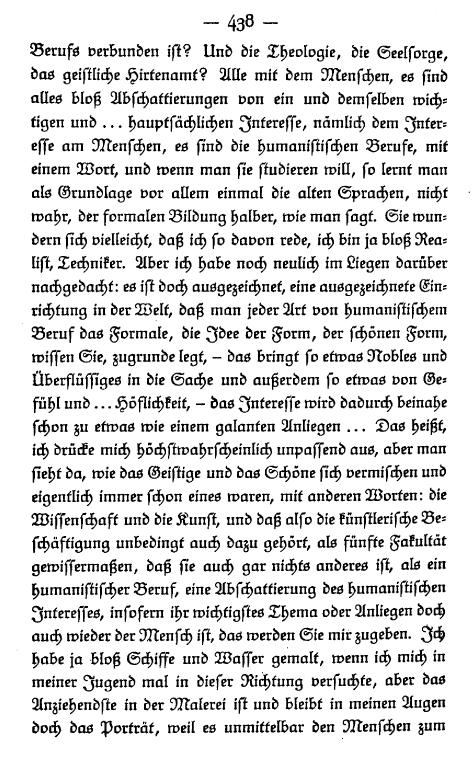 — 438 —
Berufs verbunden ist? Und die Theologie, die Seelsorge,
das geistliche Hirtenamt? Alle mit dem Menschen, es sind
alles bloß Abschattierungen von ein und demselben wich-
tigen und ... hauptsächlichen Interesse, nämlich dem Inter-
esse am Menschen, es sind die humanistischen Berufe, mit
einem Wort, und wenn man sie studieren will, so lernt man
als Grundlage vor allem einmal die alten Sprachen, nicht
wahr, der formalen Bildung halber, wie man sagt. Sie wun-
dern sich vielleicht, daß ich so davon rede, ich bin ja bloß Rea-
list, Techniker. Aber ich habe noch neulich im Liegen darüber
nachgedacht: es ist doch ausgezeichnet, eine ausgezeichnete Ein-
richtung in der Welt, daß man jeder Art von humanistischem
Beruf das Formale, die Idee der Form, der schönen Form,
wissen Sie, zugrunde legt, – das bringt so etwas Nobles und
Überflüssiges in die Sache und außerdem so etwas von Ge-
fühl und ... Höflichkeit, – das Interesse wird dadurch beinahe
schon zu etwas wie einem galanten Anliegen ... Das heißt,
ich drücke mich höchstwahrscheinlich unpassend aus, aber man
sieht da, wie das Geistige und das Schöne sich vermischen und
eigentlich immer schon eines waren, mit anderen Worten: die
Wissenschaft und die Kunst, und daß also die künstlerische Be-
schäftigung unbedingt auch dazu gehört, als fünfte Fakultät
gewissermaßen, daß sie auch gar nichts anderes ist, als ein
humanistischer Beruf, eine Abschattierung des humanistischen
Interesses, insofern ihr wichtigstes Thema oder Anliegen doch
auch wieder der Mensch ist, das werden Sie mir zugeben. Ich
habe ja bloß Schiffe und Wasser gemalt, wenn ich mich in
meiner Jugend mal in dieser Richtung versuchte, aber das
Anziehendste in der Malerei ist und bleibt in meinen Augen
doch das Porträt, weil es unmittelbar den Menschen zum